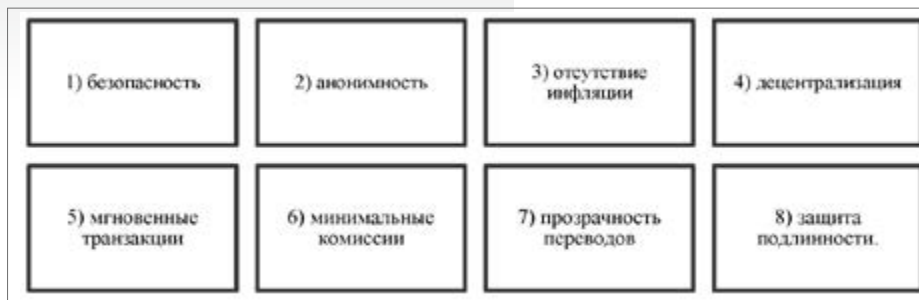 1) безопасность
2) анонимность
3) отсутствие
инфляции
4) децентрализация
5) мгновенные
транзакции
6) минимальные
комиссии
7) прозрачность
переводов
8) защита
подлинности.